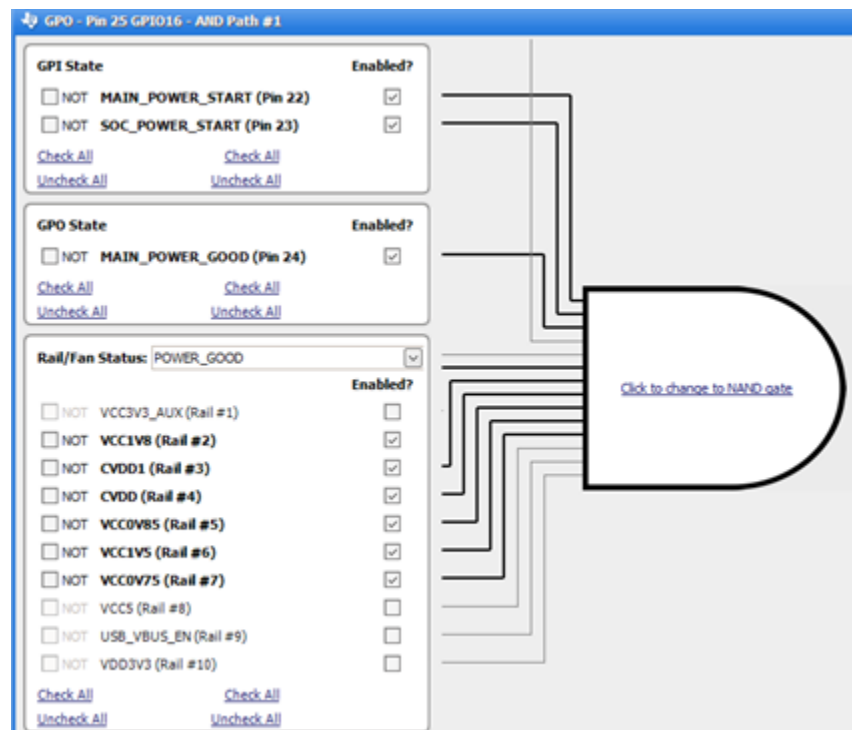 GPO - Pin 25 GPIO16 - AND Path #1
GPI State Enabled?
NOT MAIN_POWER_START (Pin 22)
NOT SOC_POWER_START (Pin 23)
Check All Check All
Uncheck All Uncheck All
GPO State Enabled?
NOT MAIN_POWER_GOOD (Pin 24)
Check All Check All
Uncheck All Uncheck All
Rail/Fan Status: POWER_GOOD
Enabled?
NOT VCC3V3_AUX (Rail #1)
NOT VCC1V8 (Rail #2)
NOT CVDD1 (Rail #3)
NOT CVDD (Rail #4)
NOT VCC0V85 (Rail #5)
NOT VCC1V5 (Rail #6)
NOT VCC0V75 (Rail #7)
NOT VCC5 (Rail #8)
NOT USB_VBUS_EN (Rail #9)
NOT VDD3V3 (Rail #10)
Check All Check All
Uncheck All Uncheck All
Click to change to NAND gate